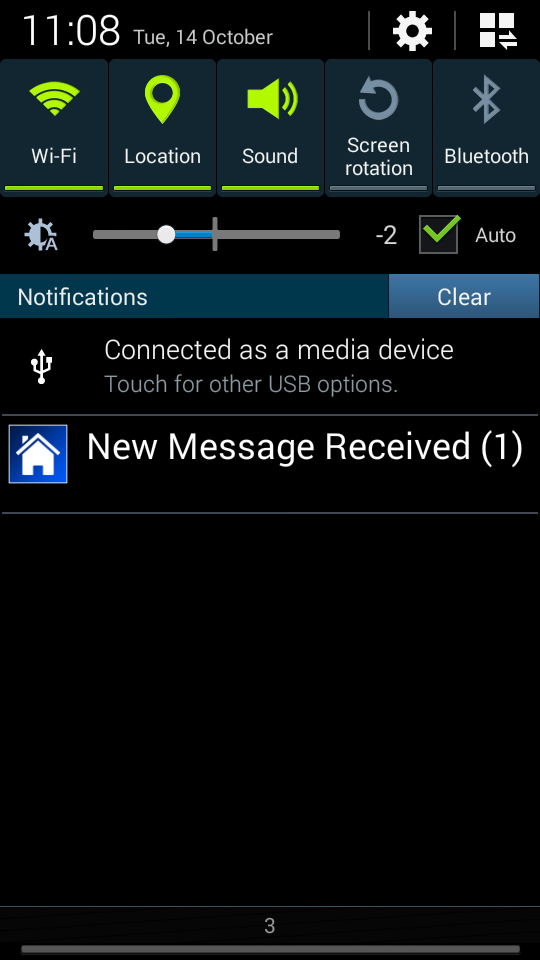 11:08 Tue, 14 October
Wi-Fi
Location
Sound
Screen
rotation
Bluetooth
A
-2
Auto
Notifications
Clear
Connected as a media device
Touch for other USB options.
New Message Received (1)
3